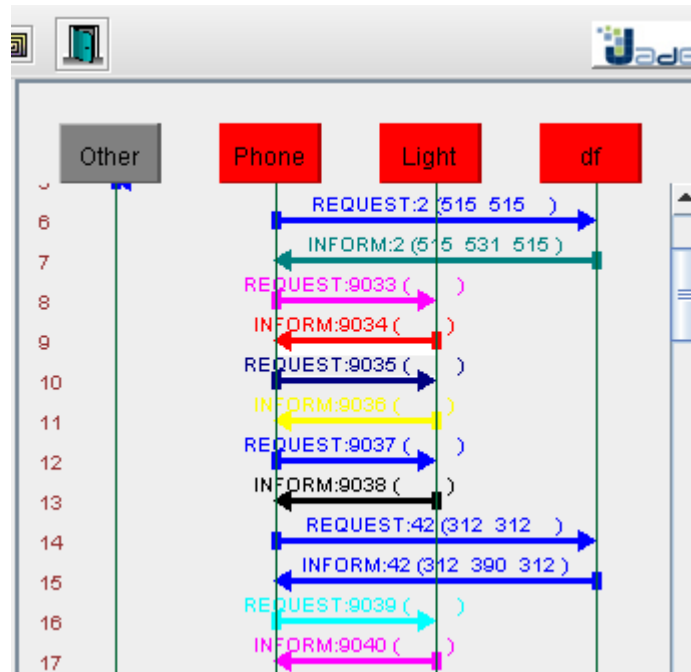 Jade
Other Phone Light df
REQUEST:2 (515 515 )
6
INFORM:2 (515 531 515 )
7
REQUEST:9033 ( )
8
INFORM:9034 ( )
9
REQUEST:9035 ( )
10
INFORM:9036 ( )
11
REQUEST:9037 ( )
12
INFORM:9038 ( )
13
REQUEST:42 (312 312 )
14
INFORM:42 (312 390 312 )
15
REQUEST:9039 ( )
16
INFORM:9040 ( )
17